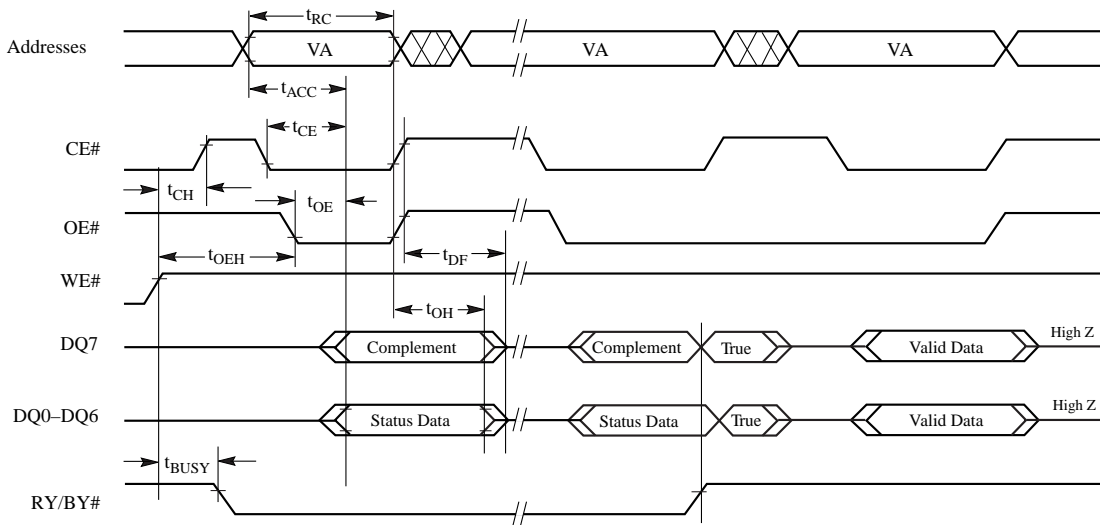 tRC
Addresses VA VA VA
tACC
tCE
CE#
tCH
tOE
OE#
tOEH tDF
WE#
tOH
DQ7 Complement Complement True Valid Data High Z
DQ0–DQ6 Status Data Status Data True Valid Data High Z
tBUSY
RY/BY#